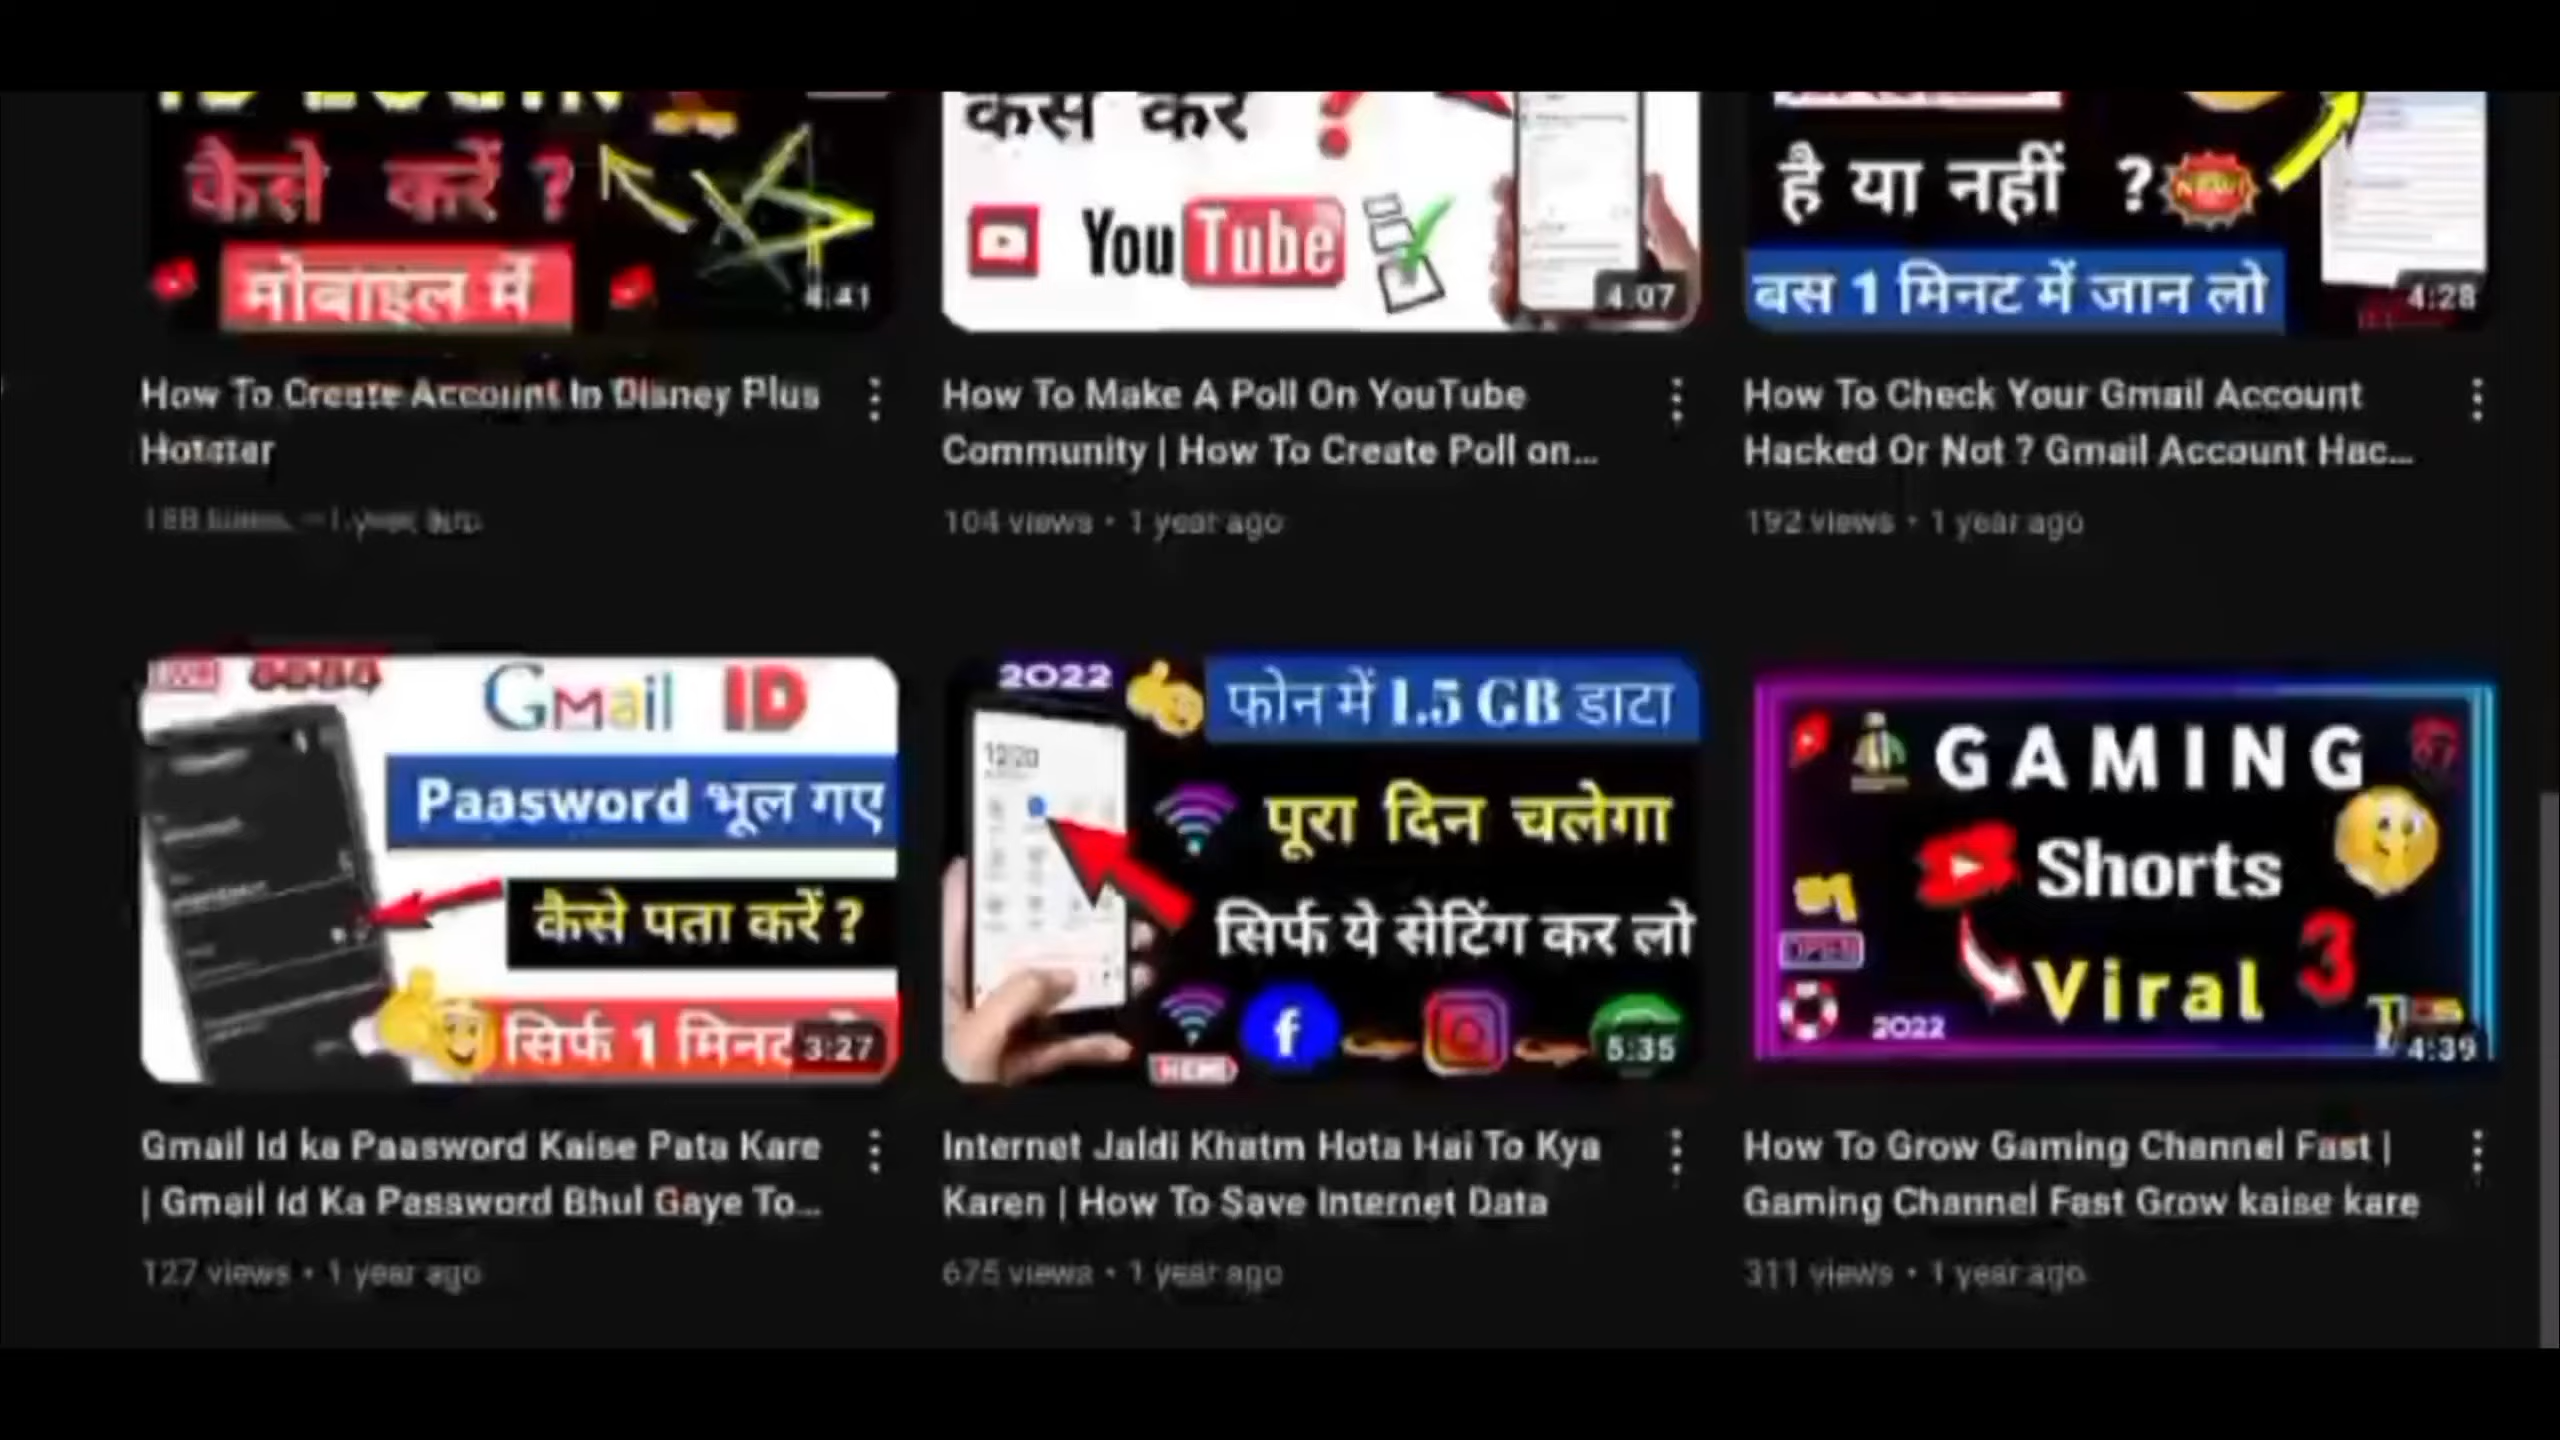 कैसे करें ?
मोबाइल में
4:41
How To Create Account In Disney Plus
Hotstar
1 year ago
कैसे करें ?
YouTube
4:07
How To Make A Poll On YouTube
Community | How To Create Poll on...
104 views • 1 year ago
है या नहीं ?
NEW!
बस 1 मिनट में जान लो
4:28
How To Check Your Gmail Account
Hacked Or Not ? Gmail Account Hac...
192 views • 1 year ago
Gmail ID
Paasword भूल गए
कैसे पता करें ?
सिर्फ 1 मिनट
3:27
Gmail Id ka Paasword Kaise Pata Kare
| Gmail Id Ka Password Bhul Gaye To...
127 views • 1 year ago
2022
फोन में 1.5 GB डाटा
12:20
पूरा दिन चलेगा
सिर्फ ये सेटिंग कर लो
5:35
Internet Jaldi Khatm Hota Hai To Kya
Karen | How To Save Internet Data
675 views • 1 year ago
GAMING
Shorts
Viral 3
2022
4:39
How To Grow Gaming Channel Fast |
Gaming Channel Fast Grow kaise kare
311 views • 1 year ago